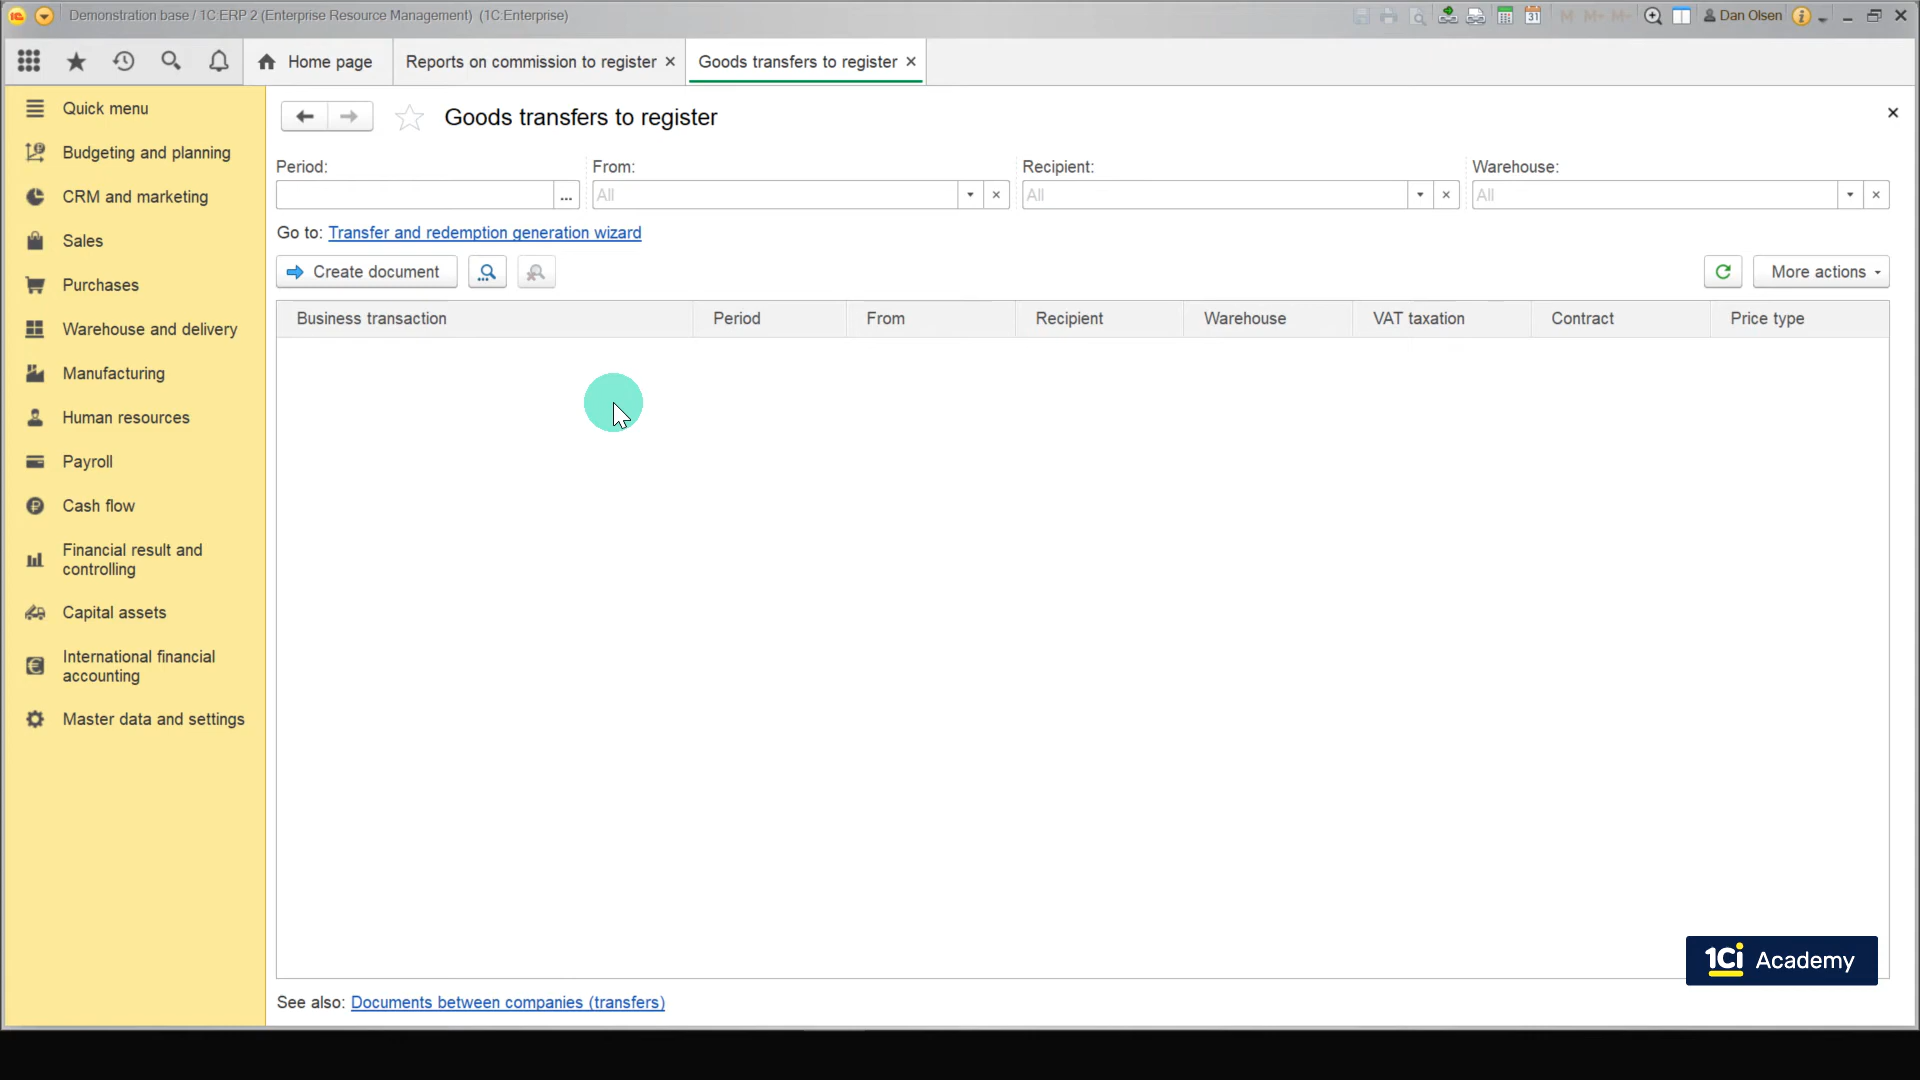 Demonstration base / 1C ERP 2 (Enterprise Resource Management) (1C:Enterprise)
31
M M+ M-
Dan Olsen
Home page
Reports on commission to register
Goods transfers to register
Quick menu
Budgeting and planning
CRM and marketing
Sales
Purchases
Warehouse and delivery
Manufacturing
Human resources
Payroll
Cash flow
Financial result and
controlling
Capital assets
International financial
accounting
Master data and settings
Goods transfers to register
Period:
From:
Recipient:
Warehouse:
...
All
All
All
Go to: Transfer and redemption generation wizard
Create document
More actions
Business transaction
Period
From
Recipient
Warehouse
VAT taxation
Contract
Price type
1Ci Academy
See also: Documents between companies (transfers)